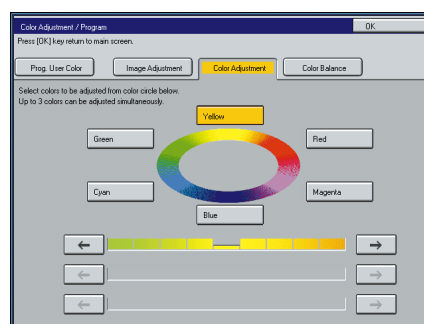 Color Adjustment / Program
OK
Press [OK] key return to main screen.
Prog. User Color
Image Adjustment
Color Adjustment
Color Balance
Select colors to be adjusted from color circle below.
Up to 3 colors can be adjusted simultaneously.
Yellow
Green
Red
Cyan
Magenta
Blue